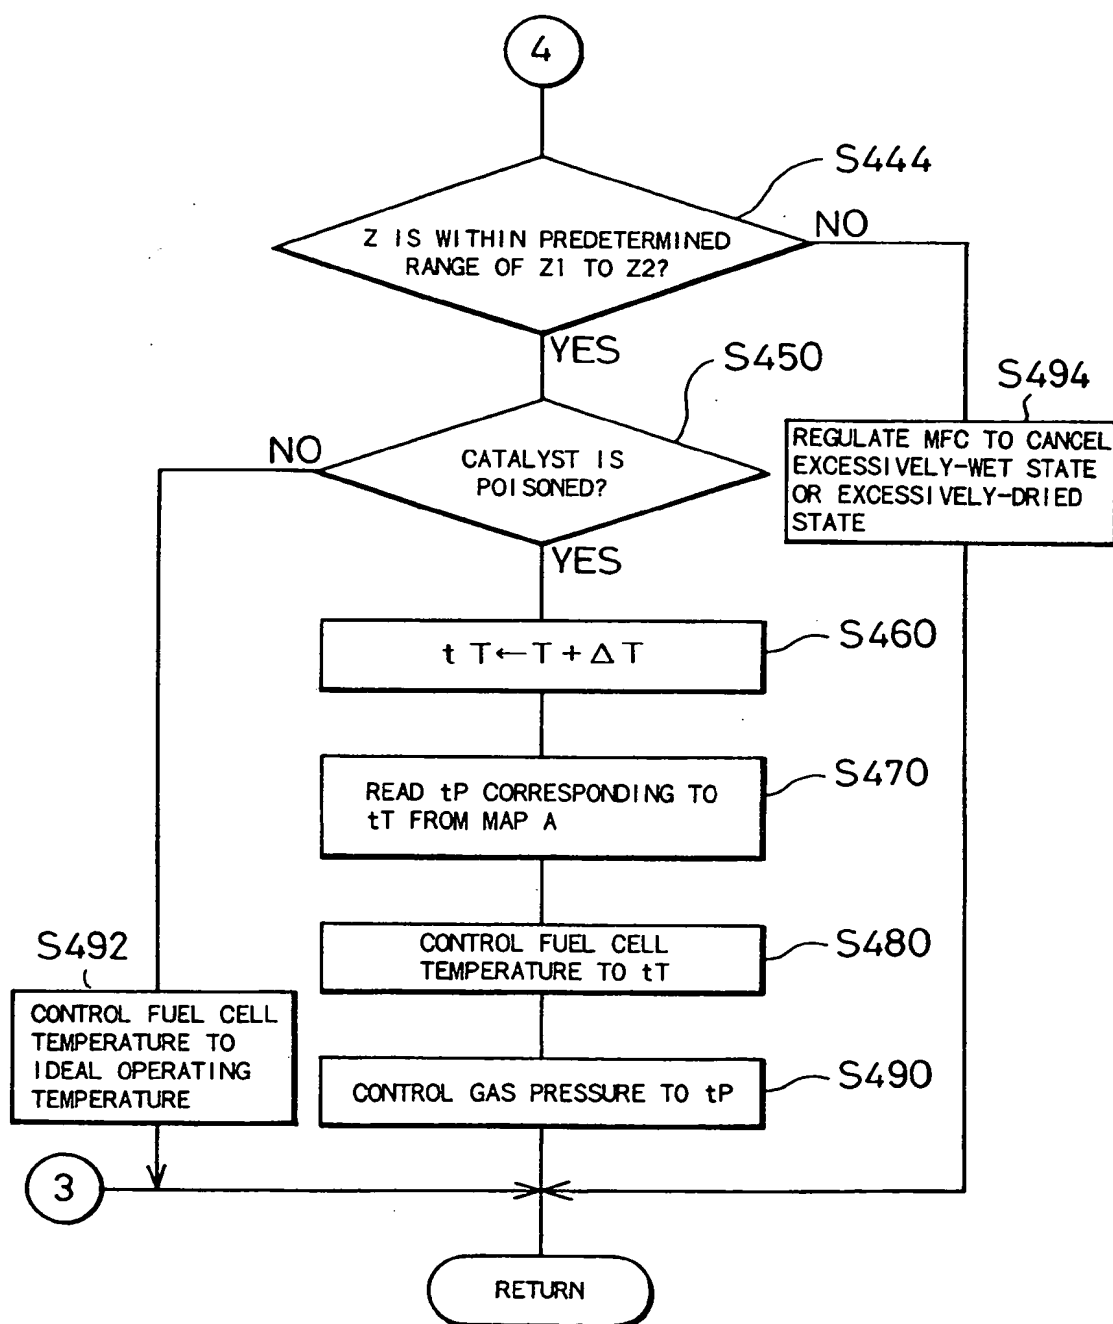 4
S444
Z IS WITHIN PREDETERMINED
RANGE OF Z1 TO Z2?
NO
YES
S450
CATALYST IS
POISONED?
NO
YES
S494
REGULATE MFC TO CANCEL
EXCESSIVELY-WET STATE
OR EXCESSIVELY-DRIED
STATE
S460
t T←T+ΔT
S470
READ tP CORRESPONDING TO
tT FROM MAP A
S480
CONTROL FUEL CELL
TEMPERATURE TO tT
S492
CONTROL FUEL CELL
TEMPERATURE TO
IDEAL OPERATING
TEMPERATURE
S490
CONTROL GAS PRESSURE TO tP
3
RETURN